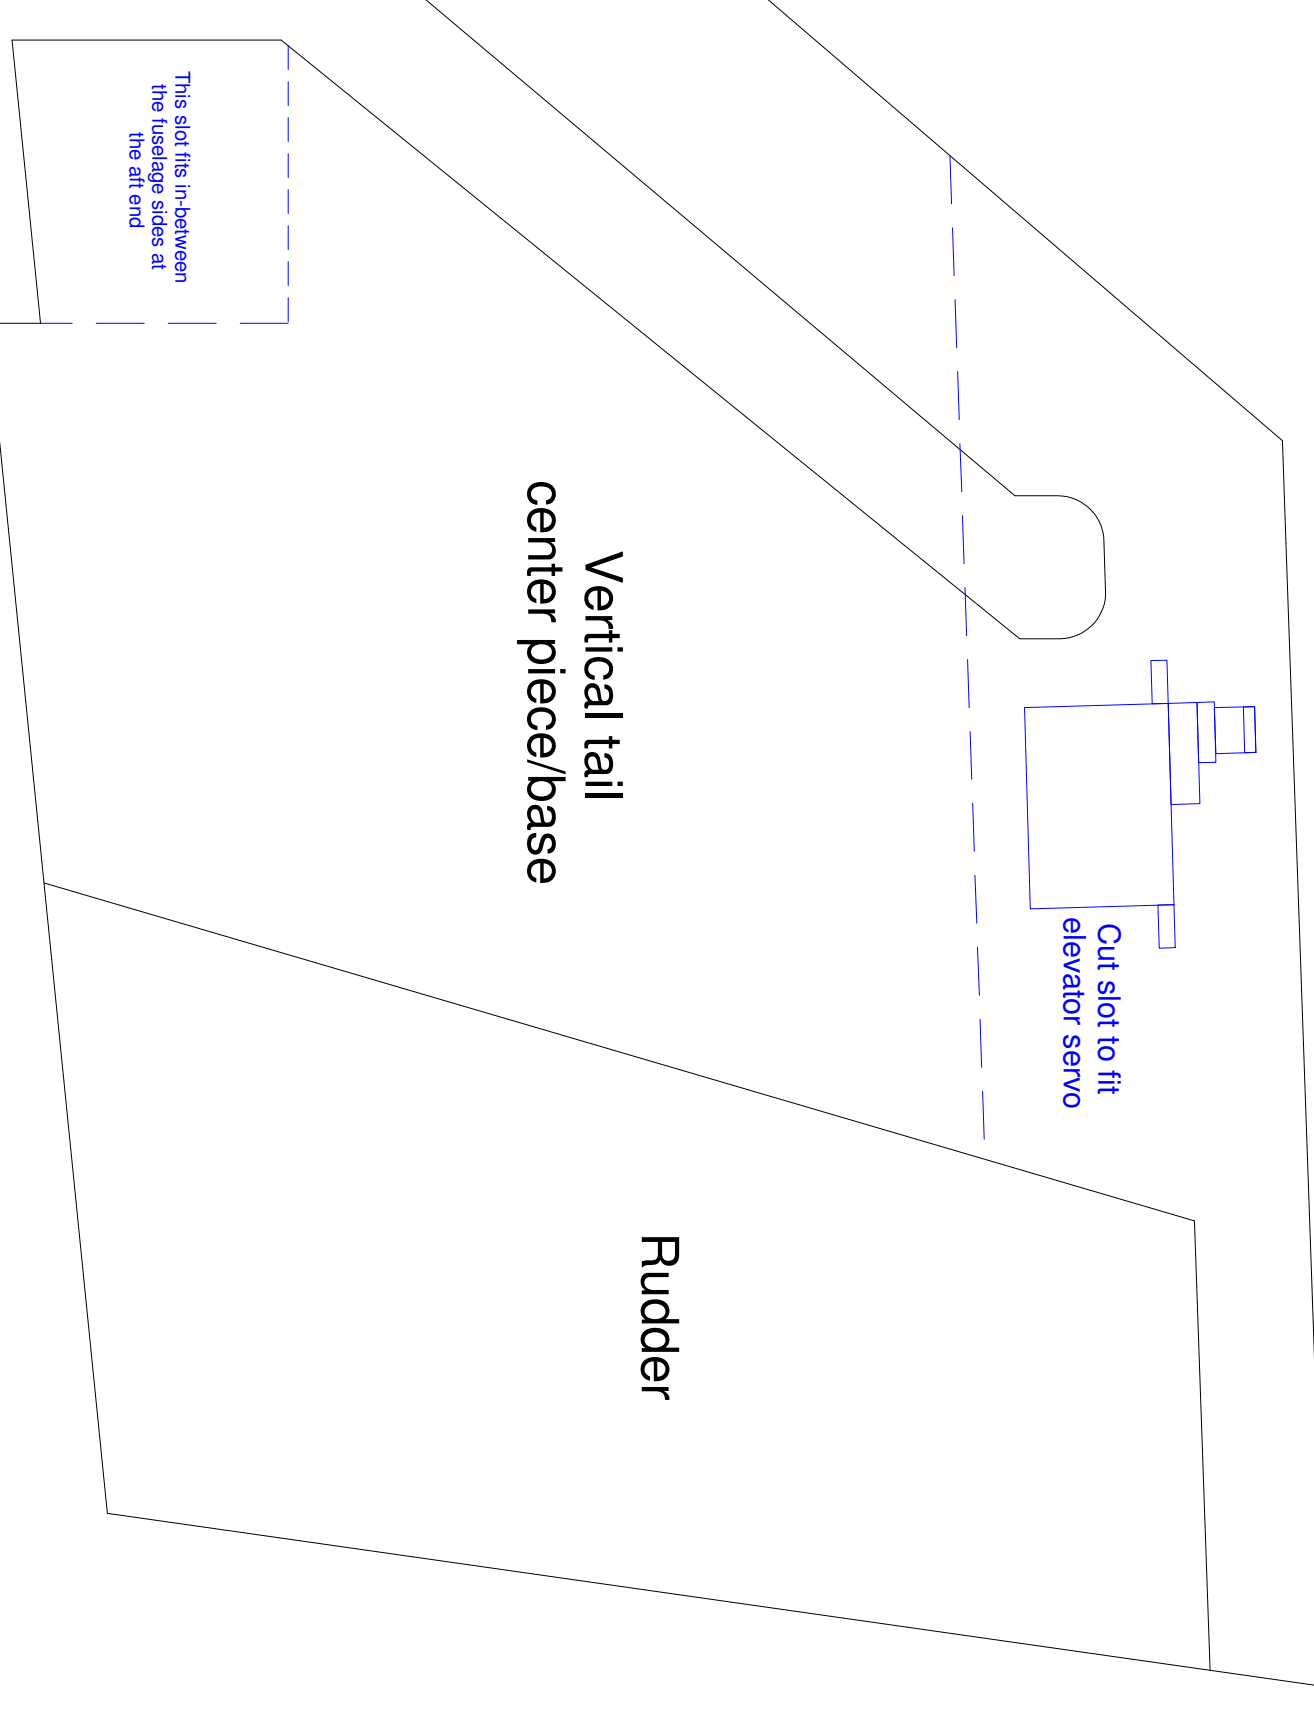 This slot fits in-between
the fuselage sides at
the aft end
Vertical tail
center piece/base
Cut slot to fit
elevator servo
Rudder